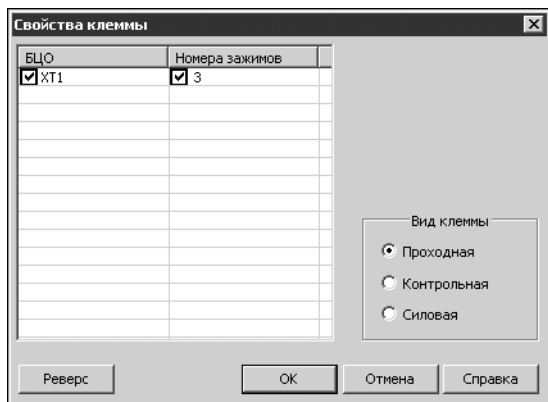 Свойства клеммы
БЦО Номера зажимов
XT1 3
Вид клеммы
Проходная
Контрольная
Силовая
Реверс OK Отмена Справка